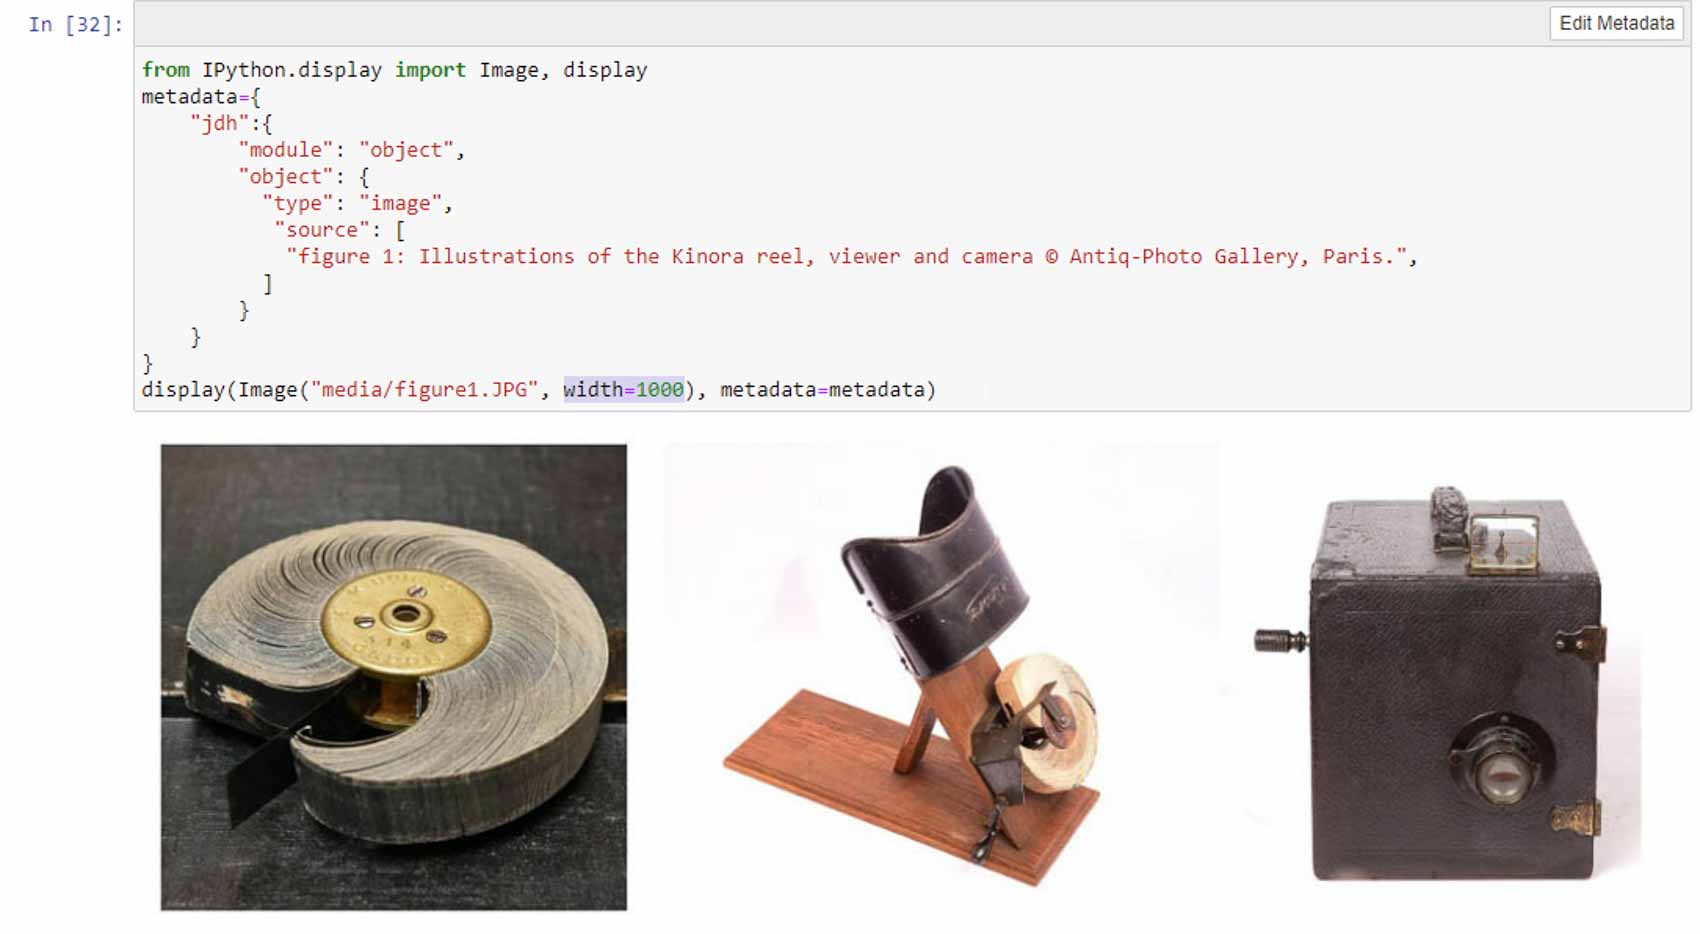 In [32]:
Edit Metadata
from IPython.display import Image, display
metadata={
    "jdh":{
        "module": "object",
        "object": {
          "type": "image",
           "source": [
            "figure 1: Illustrations of the Kinora reel, viewer and camera © Antiq-Photo Gallery, Paris.",
          ]
        }
    }
}
display(Image("media/figure1.JPG", width=1000), metadata=metadata)